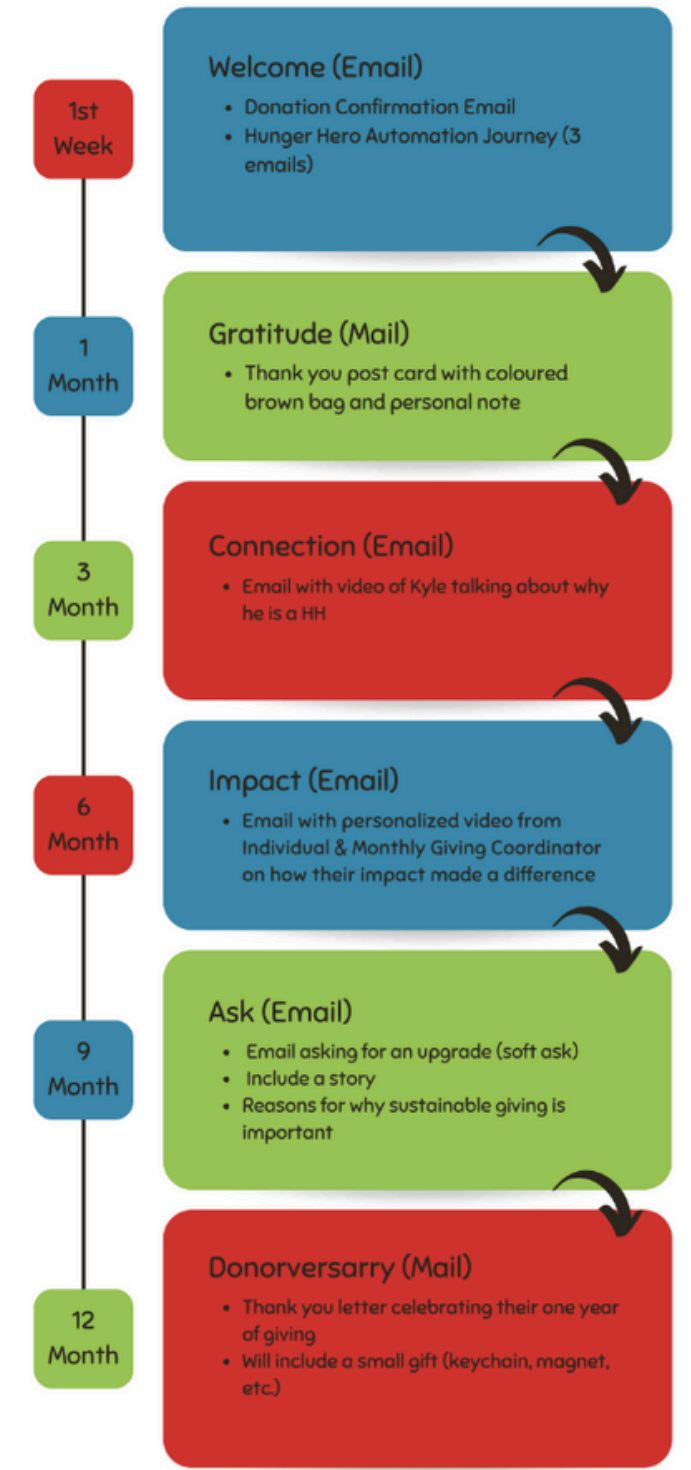 1st
Week
Welcome (Email)
• Donation Confirmation Email
• Hunger Hero Automation Journey (3
emails)
1
Month
Gratitude (Mail)
• Thank you post card with coloured
brown bag and personal note
3
Month
Connection (Email)
• Email with video of Kyle talking about why
he is a HH
6
Month
Impact (Email)
• Email with personalized video from
Individual & Monthly Giving Coordinator
on how their impact made a difference
9
Month
Ask (Email)
• Email asking for an upgrade (soft ask)
• Include a story
• Reasons for why sustainable giving is
important
12
Month
Donorversarry (Mail)
• Thank you letter celebrating their one year
of giving
• Will include a small gift (keychain, magnet,
etc.)